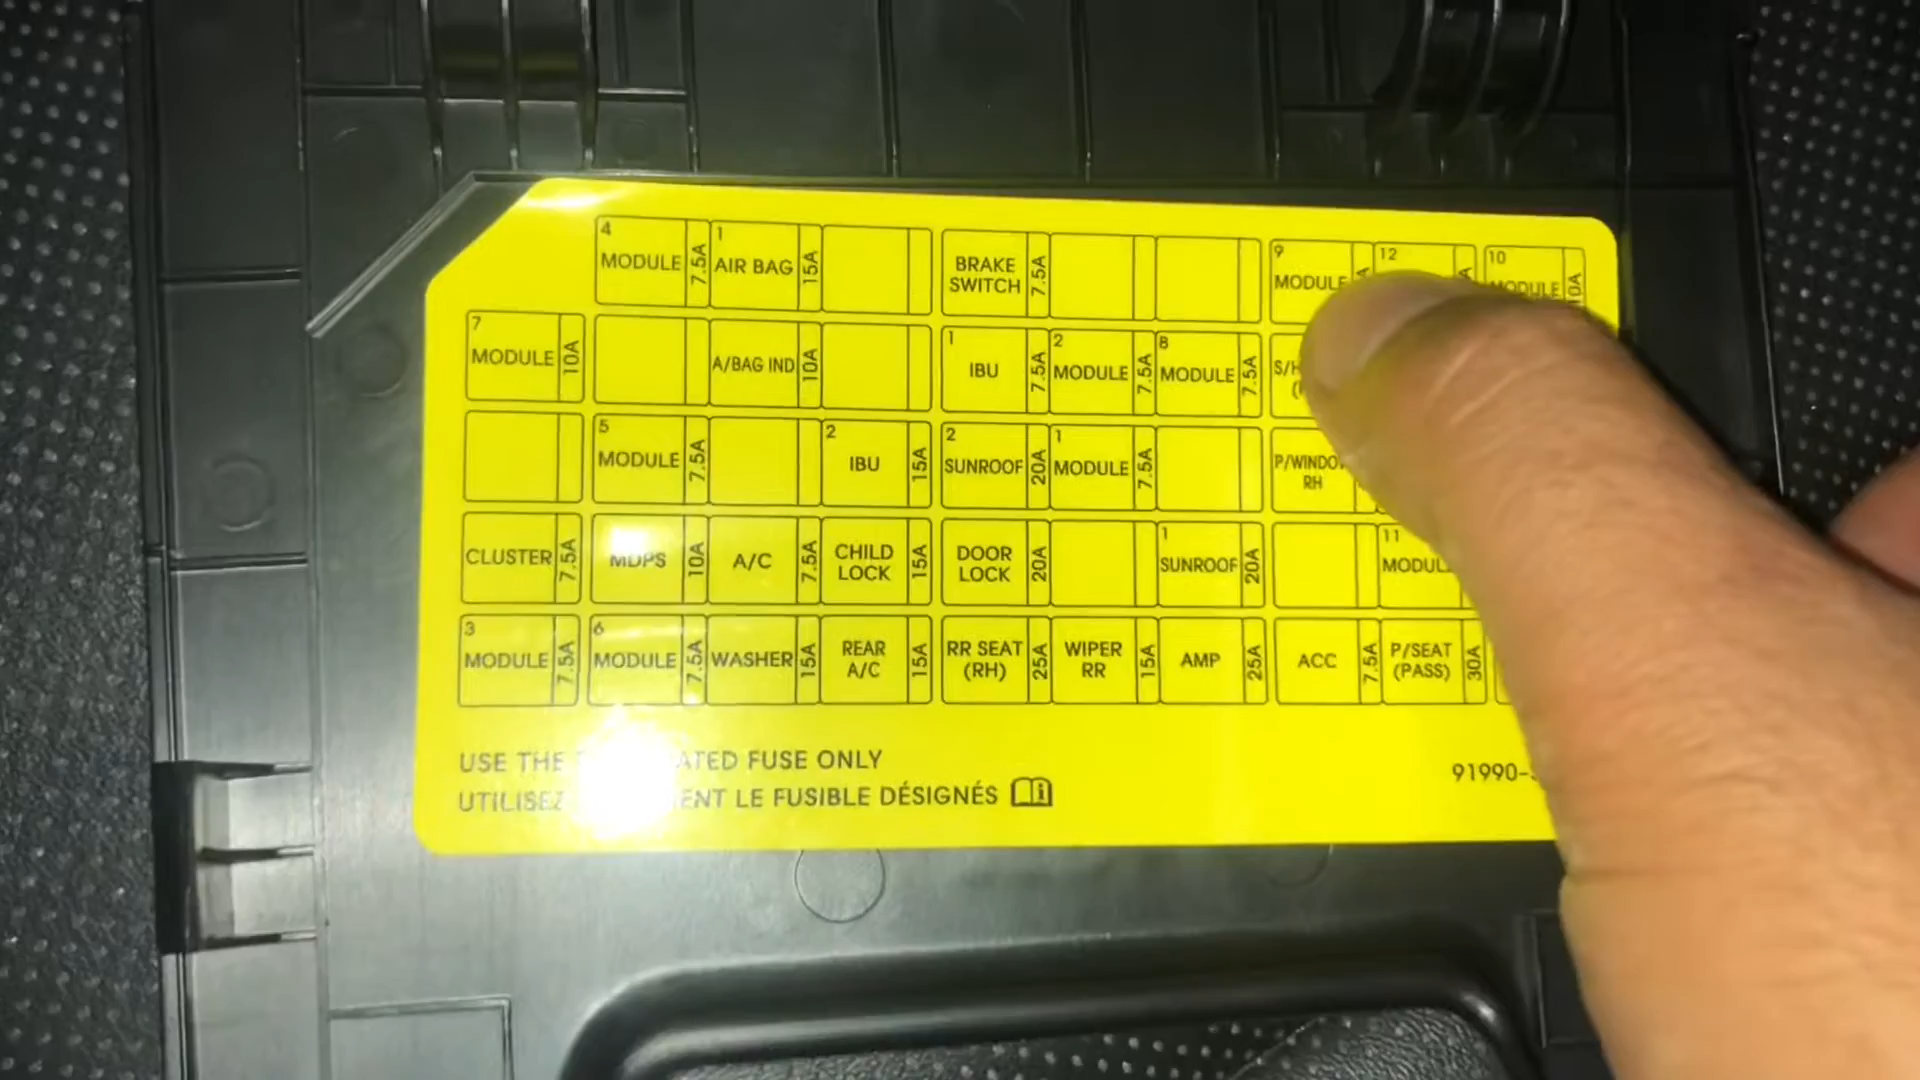 4 MODULE 7.5A 1 AIR BAG 15A BRAKE SWITCH 7.5A 9 MODULE 12 10 MODULE 10A
7 MODULE 10A A/BAG IND 10A 1 IBU 7.5A 2 MODULE 7.5A 8 MODULE 7.5A
5 MODULE 7.5A 2 IBU 15A 2 SUNROOF 20A 1 MODULE 7.5A P/WINDOW RH
CLUSTER 7.5A MDPS 10A A/C 7.5A CHILD LOCK 15A DOOR LOCK 20A 1 SUNROOF 20A 11 MODULE
3 MODULE 7.5A 6 MODULE 7.5A WASHER 15A REAR A/C 15A RR SEAT (RH) 25A WIPER RR 15A AMP 25A ACC 7.5A P/SEAT (PASS) 30A
USE THE FUSE ONLY
UTILISEZ LE FUSIBLE DÉSIGNÉS
91990-